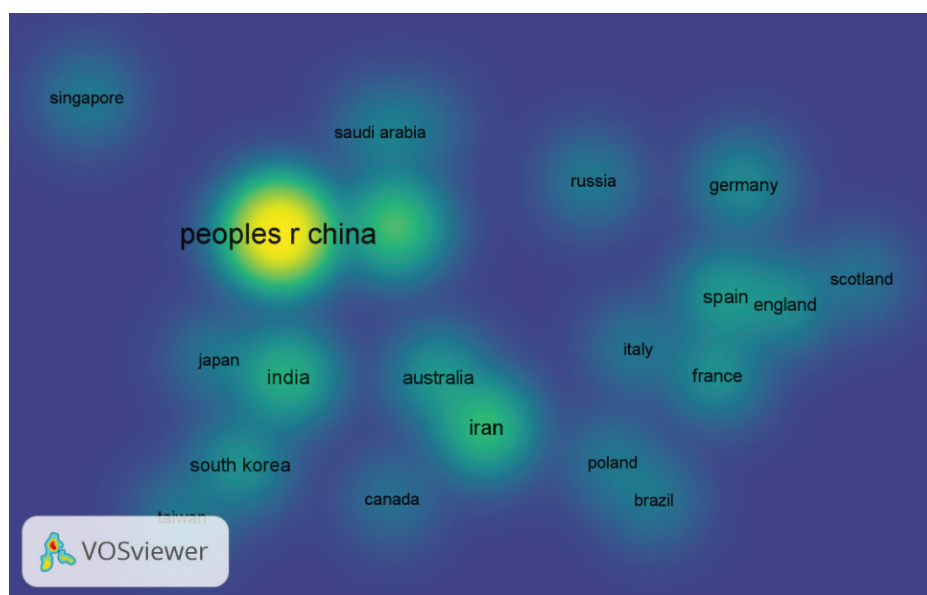 singapore
saudi arabia
russia
germany
peoples r china
scotland
spain
england
japan
italy
india
australia
france
iran
south korea
poland
canada
brazil
taiwan
VOSviewer